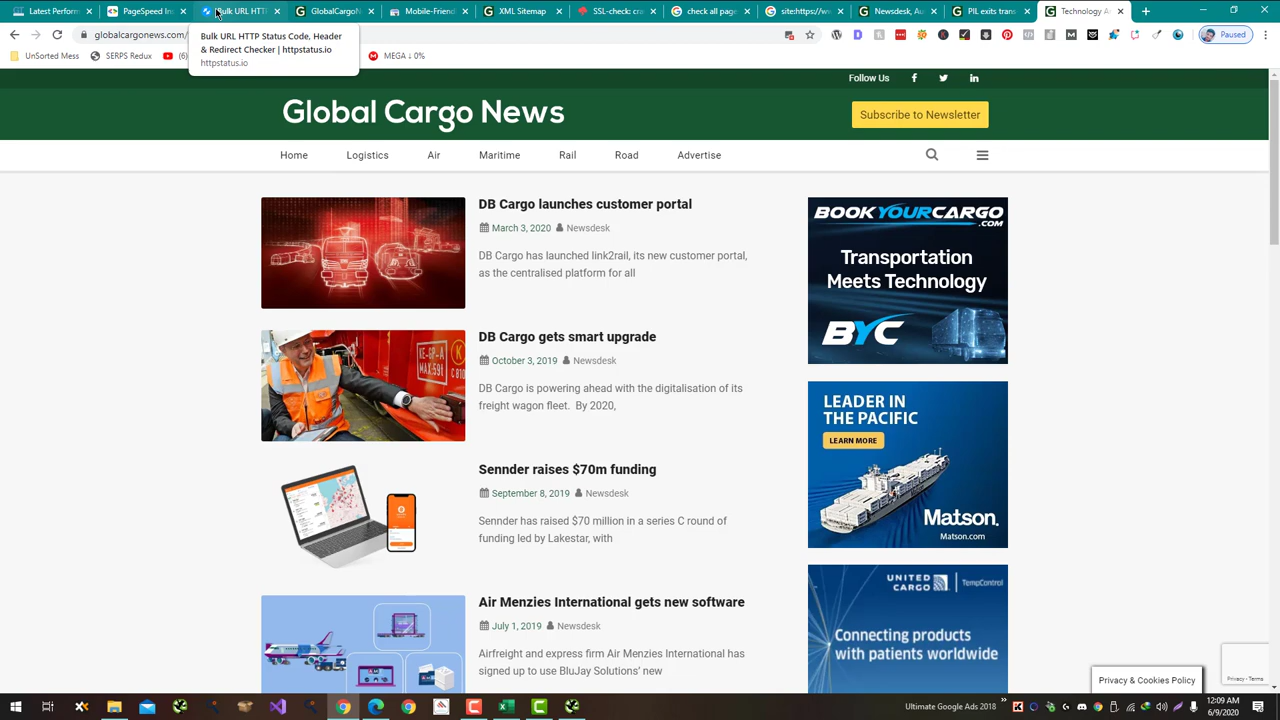 Latest Perfo
PageSpeed In
Bulk URL HTT
GlobalCargoN
Mobile-Frien
XML Sitemap
SSL-check cr
site:https://we
Newsdesk, Au
PIL exits trans
Technology A
globalcargonews.com/
Paused
Bulk URL HTTP Status Code, Header
& Redirect Checker | httpstatus.io
httpstatus.io
UnSorted Mess
SERPS Redux
(6)
MEGA ↓ 0%
Follow Us
Global Cargo News
Subscribe to Newsletter
Home
Logistics
Air
Maritime
Rail
Road
Advertise
DB Cargo launches customer portal
March 3, 2020
Newsdesk
DB Cargo has launched link2rail, its new customer portal,
as the centralised platform for all
DB Cargo gets smart upgrade
October 3, 2019
Newsdesk
DB Cargo is powering ahead with the digitalisation of its
freight wagon fleet. By 2020,
Sennder raises $70m funding
September 8, 2019
Newsdesk
Sennder has raised $70 million in a series C round of
funding led by Lakestar, with
Air Menzies International gets new software
July 1, 2019
Newsdesk
Airfreight and express firm Air Menzies International has
signed up to use BluJay Solutions' new
BOOKYOURCARGO
.COM
Transportation
Meets Technology
BYC
LEADER IN
THE PACIFIC
LEARN MORE
Matson.
Matson.com
UNITED
CARGO
TempControl
Connecting products
with patients worldwide
Privacy - Terms
Privacy & Cookies Policy
Ultimate Google Ads 2018
12:09 AM
6/9/2020